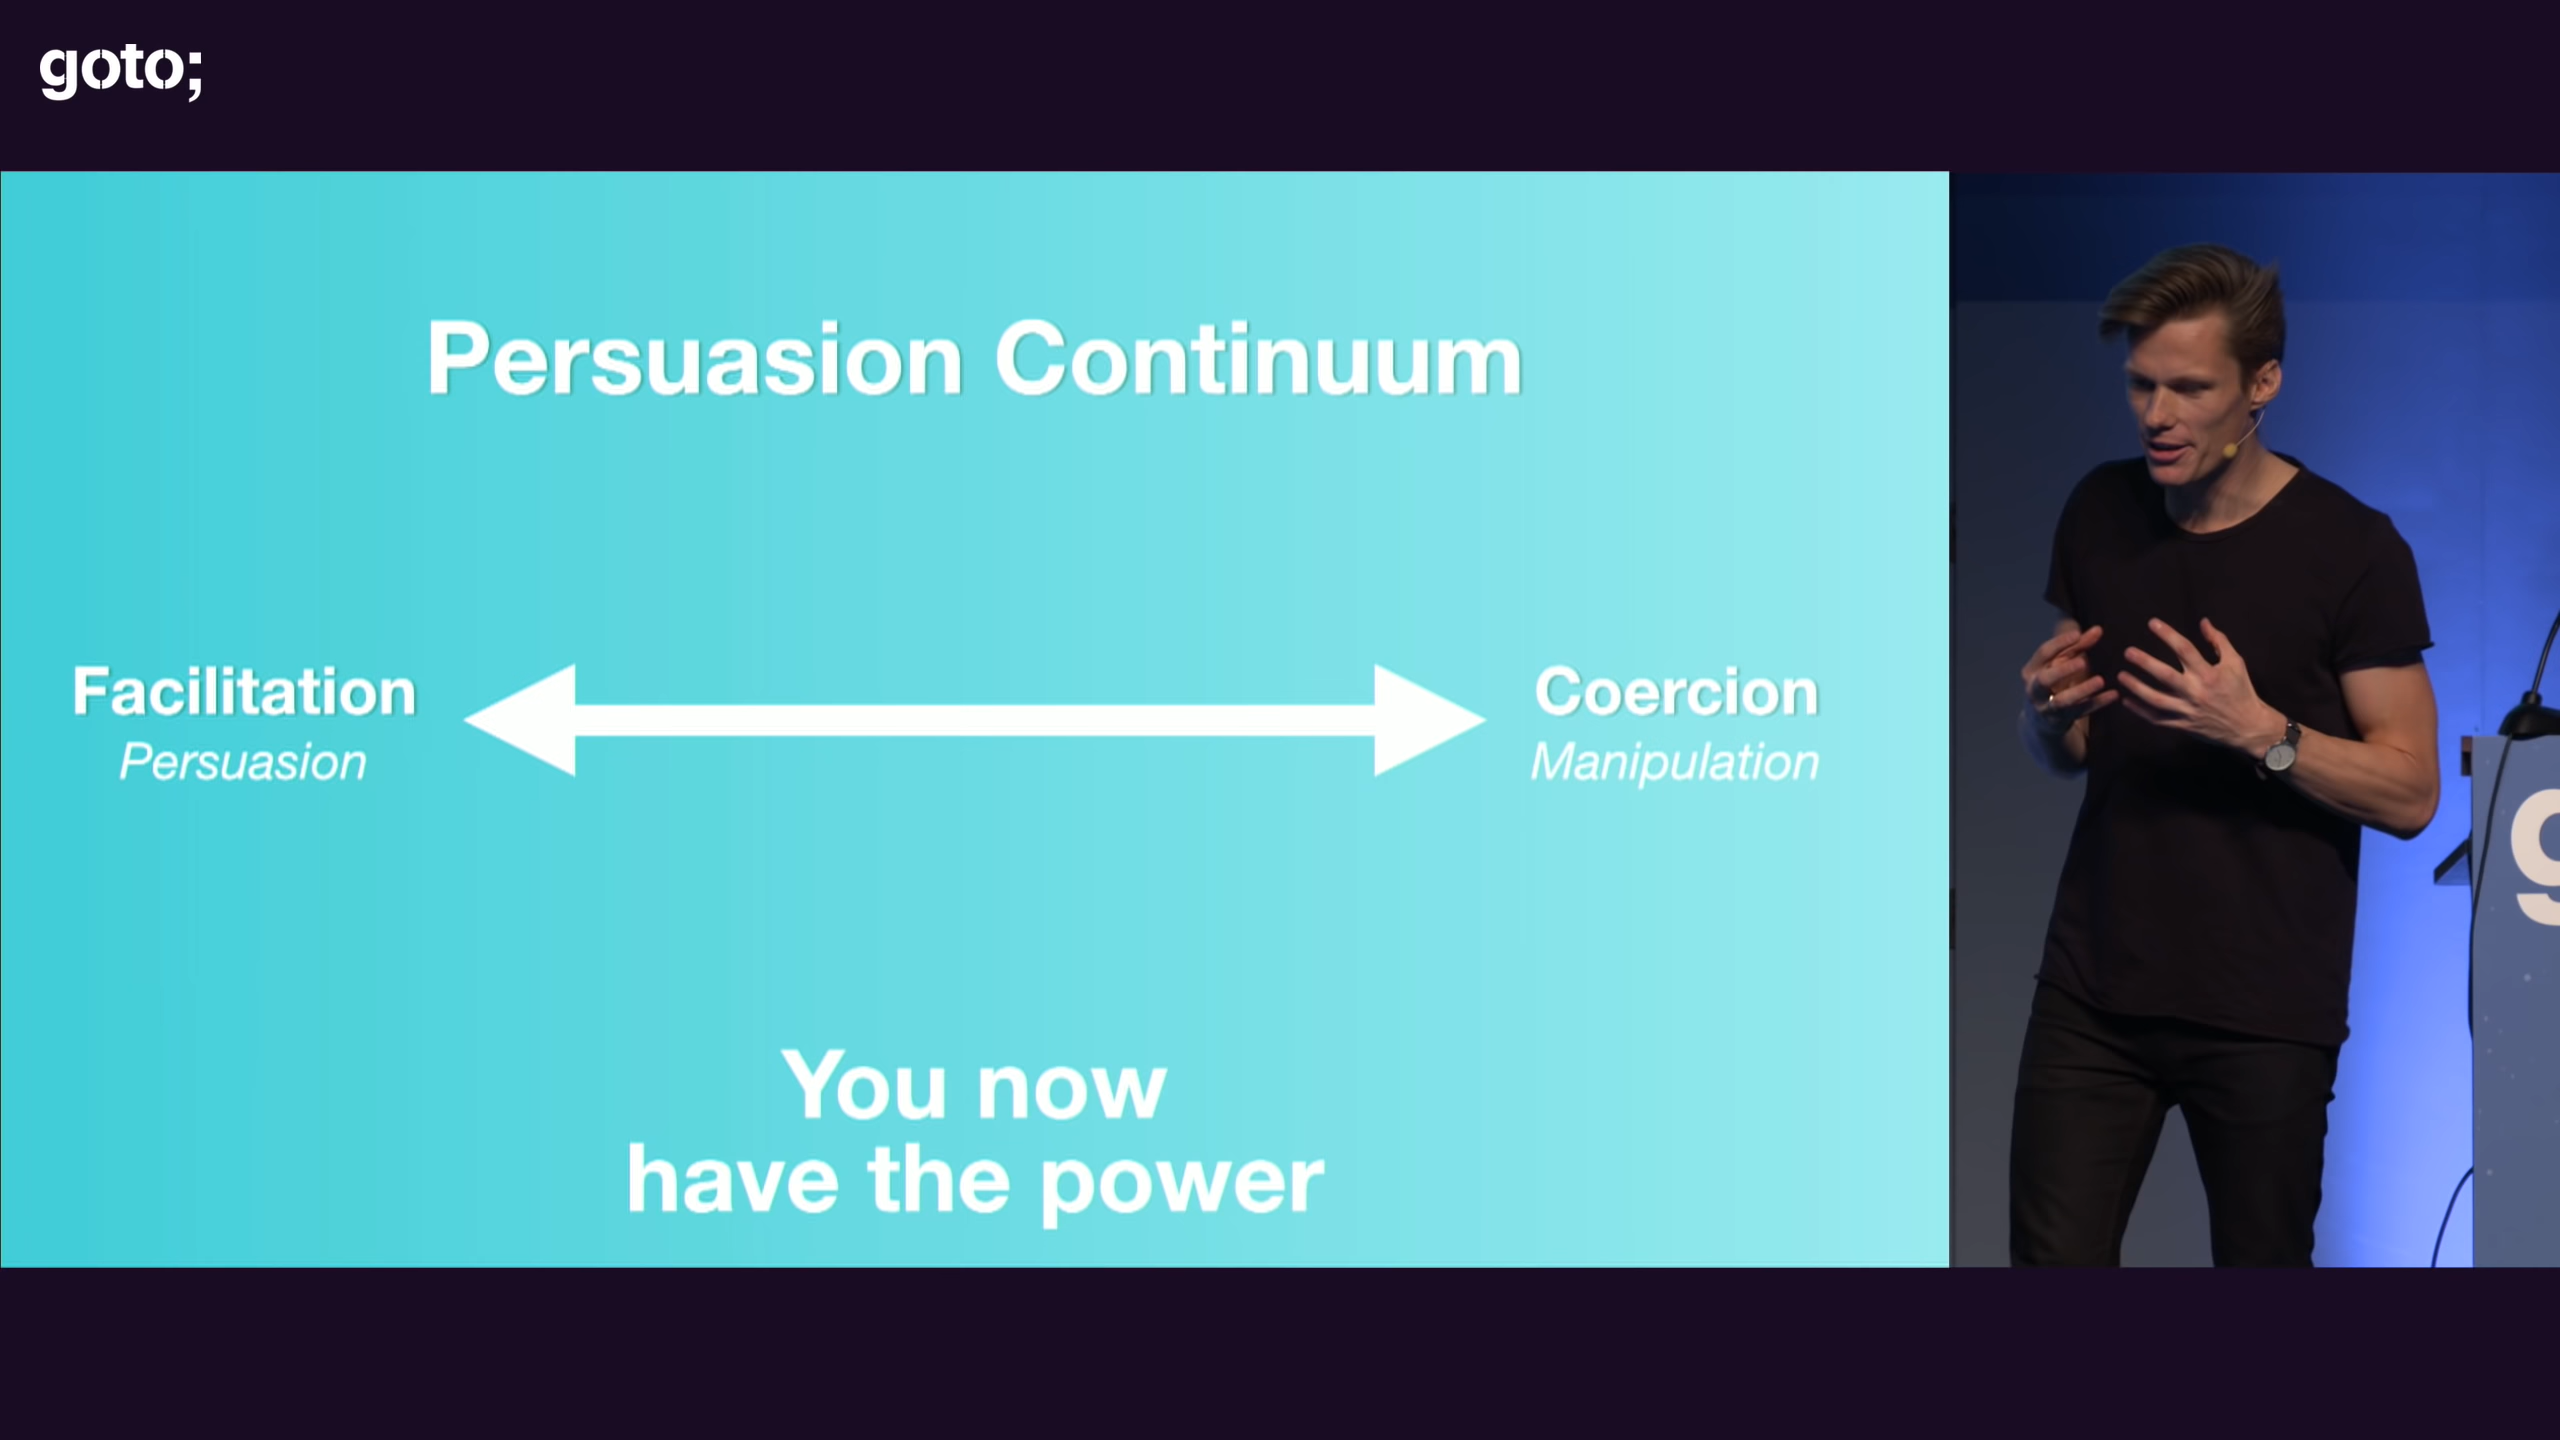 goto;
Persuasion Continuum
Facilitation
Persuasion
Coercion
Manipulation
You now
have the power
g